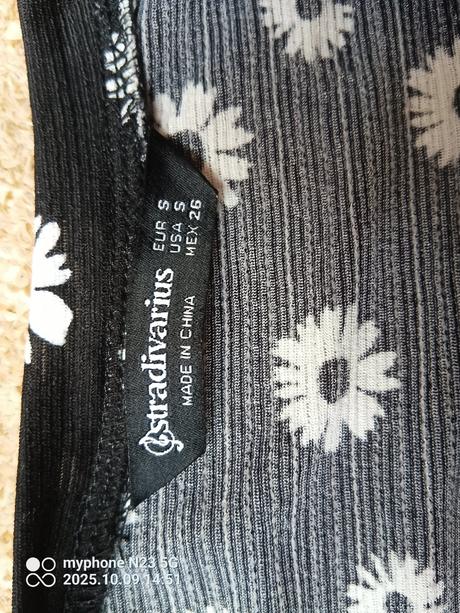 stradivarius
MADE IN CHINA
EUR S
USA S
MEX 26
myphone N23 5G
2025.10.09 14:51